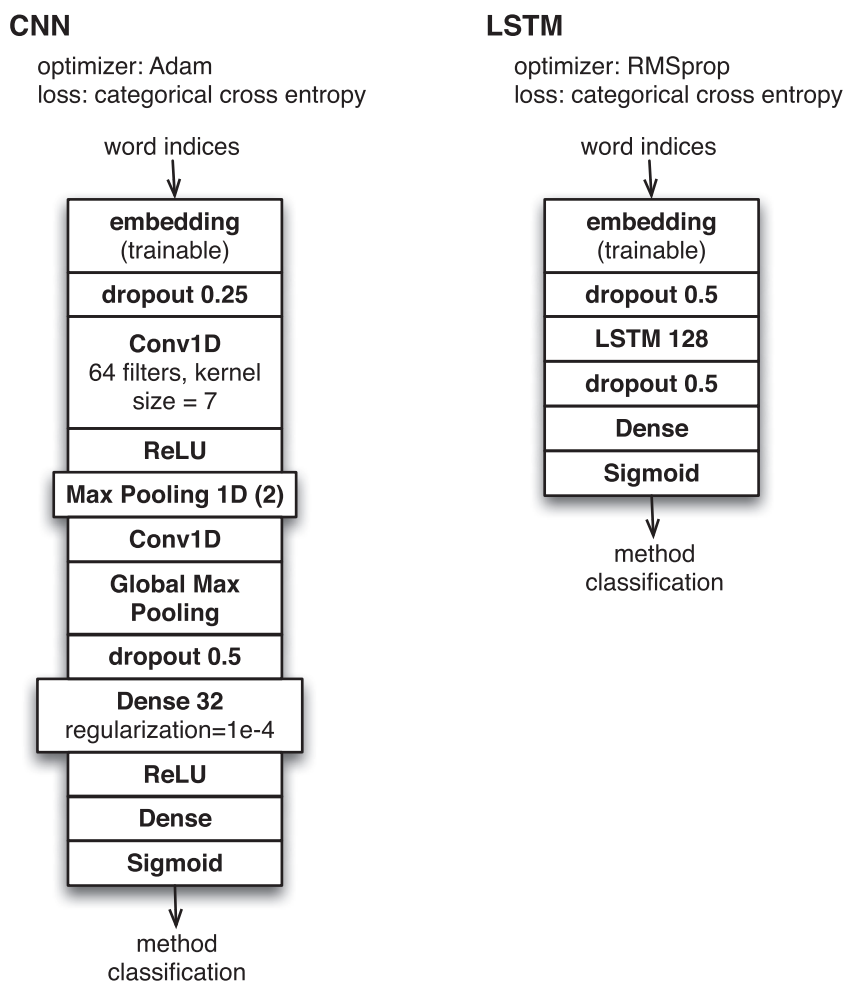 CNN
optimizer: Adam
loss: categorical cross entropy
word indices
embedding
(trainable)
dropout 0.25
Conv1D
64 filters, kernel
size = 7
ReLU
Max Pooling 1D (2)
Conv1D
Global Max
Pooling
dropout 0.5
Dense 32
regularization=1e-4
ReLU
Dense
Sigmoid
method
classification
LSTM
optimizer: RMSprop
loss: categorical cross entropy
word indices
embedding
(trainable)
dropout 0.5
LSTM 128
dropout 0.5
Dense
Sigmoid
method
classification